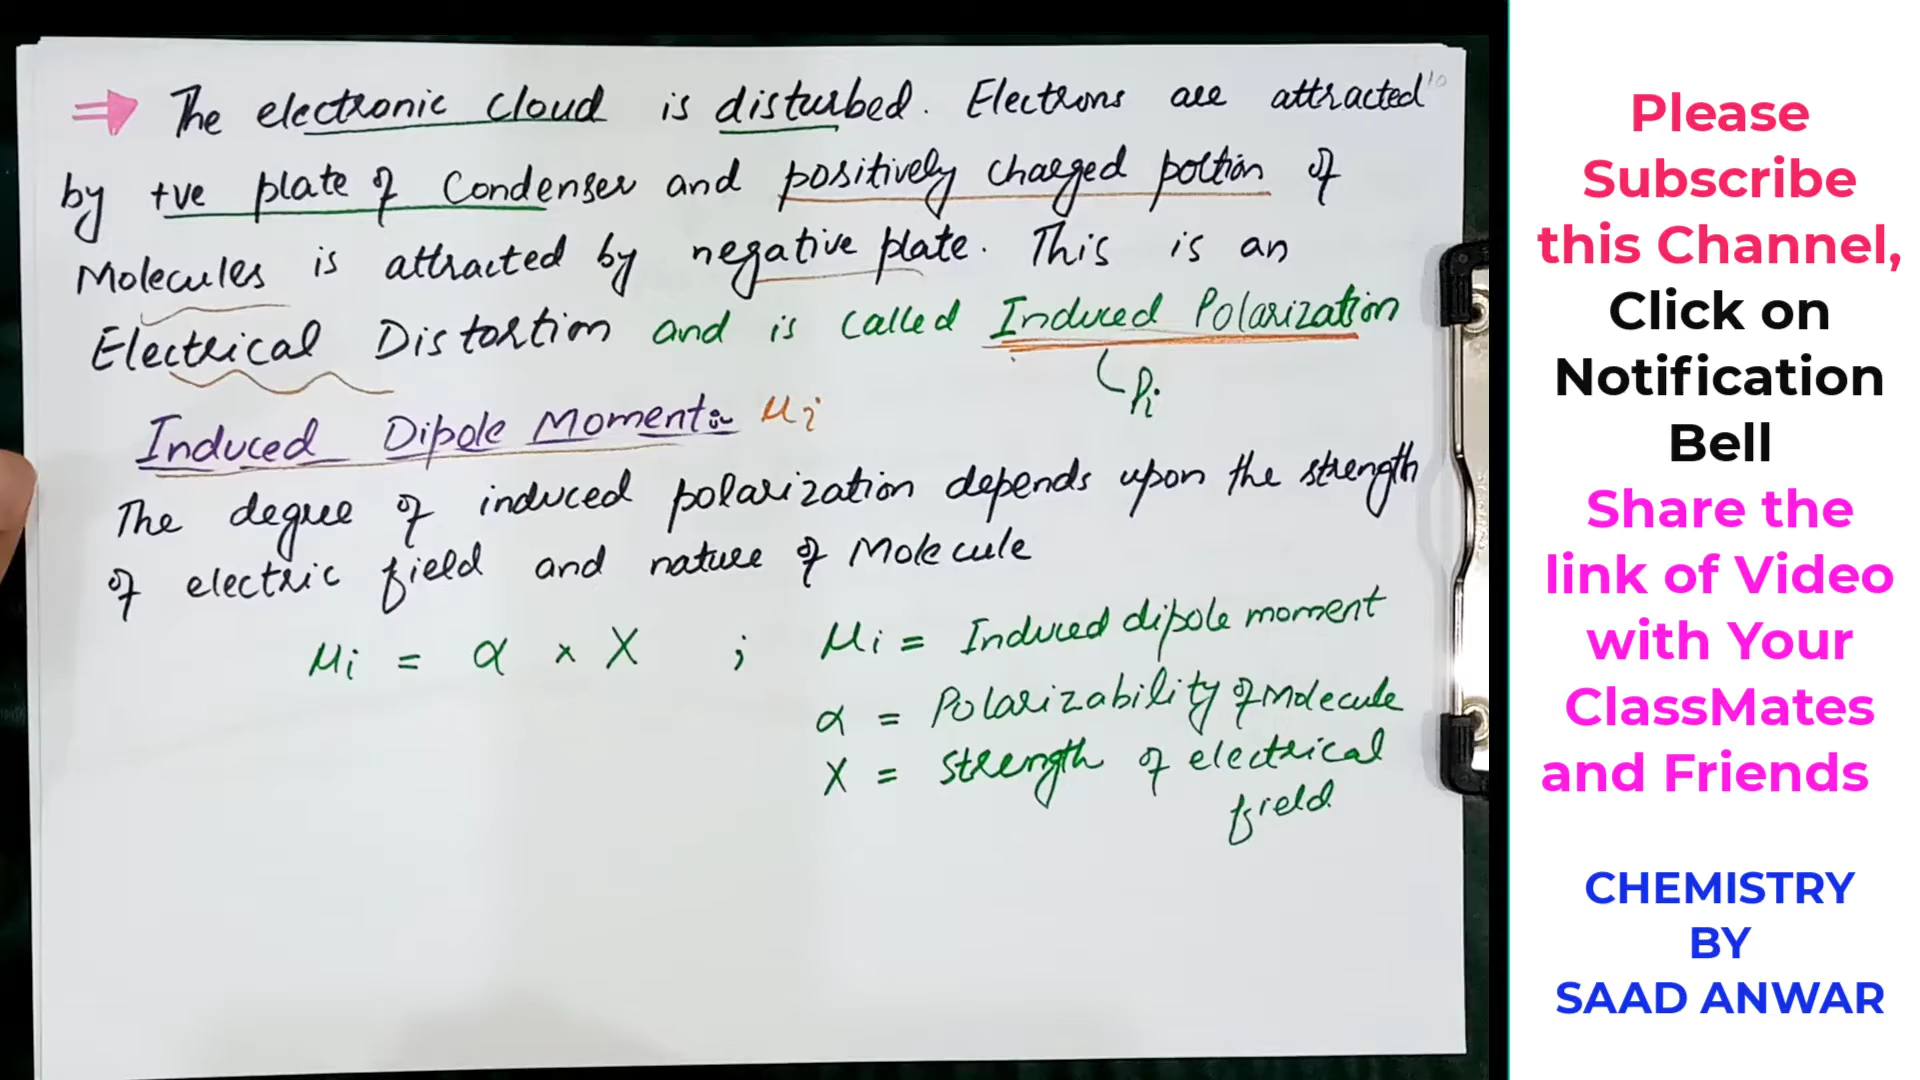 The electronic cloud is disturbed. Electrons are attracted
by +ve plate of Condenser and positively charged portion of
Molecules is attracted by negative plate. This is an
Electrical Distortion and is called Induced Polarization
Pi
Induced Dipole Moment:- μi
The degree of induced polarization depends upon the strength
of electric field and nature of Molecule
μi = α × X ; μi = Induced dipole moment
α = Polarizability of Molecule
X = strength of electrical
field.
Please
Subscribe
this Channel,
Click on
Notification
Bell
Share the
link of Video
with Your
ClassMates
and Friends
CHEMISTRY
BY
SAAD ANWAR